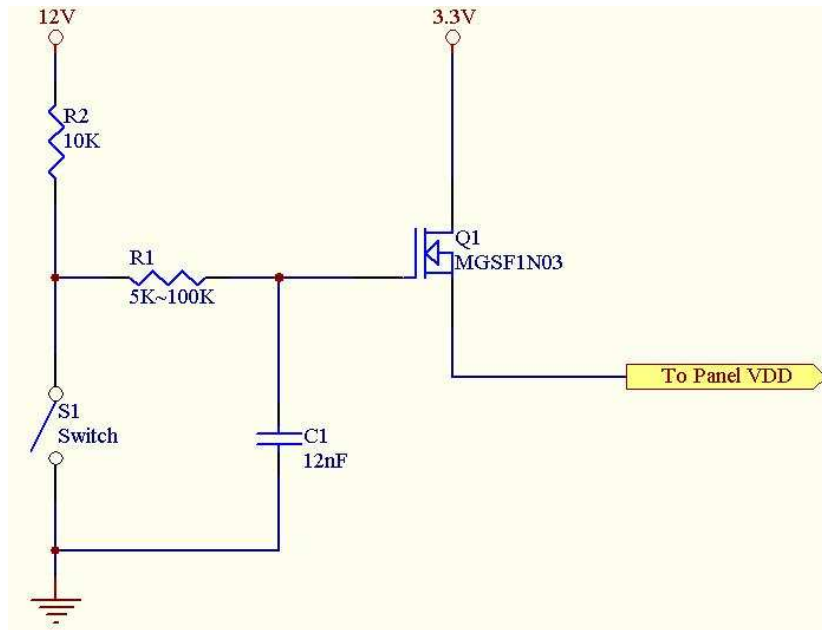 12V
3.3V
R2
10K
R1
5K~100K
Q1
MGSF1N03
To Panel VDD
S1
Switch
C1
12nF